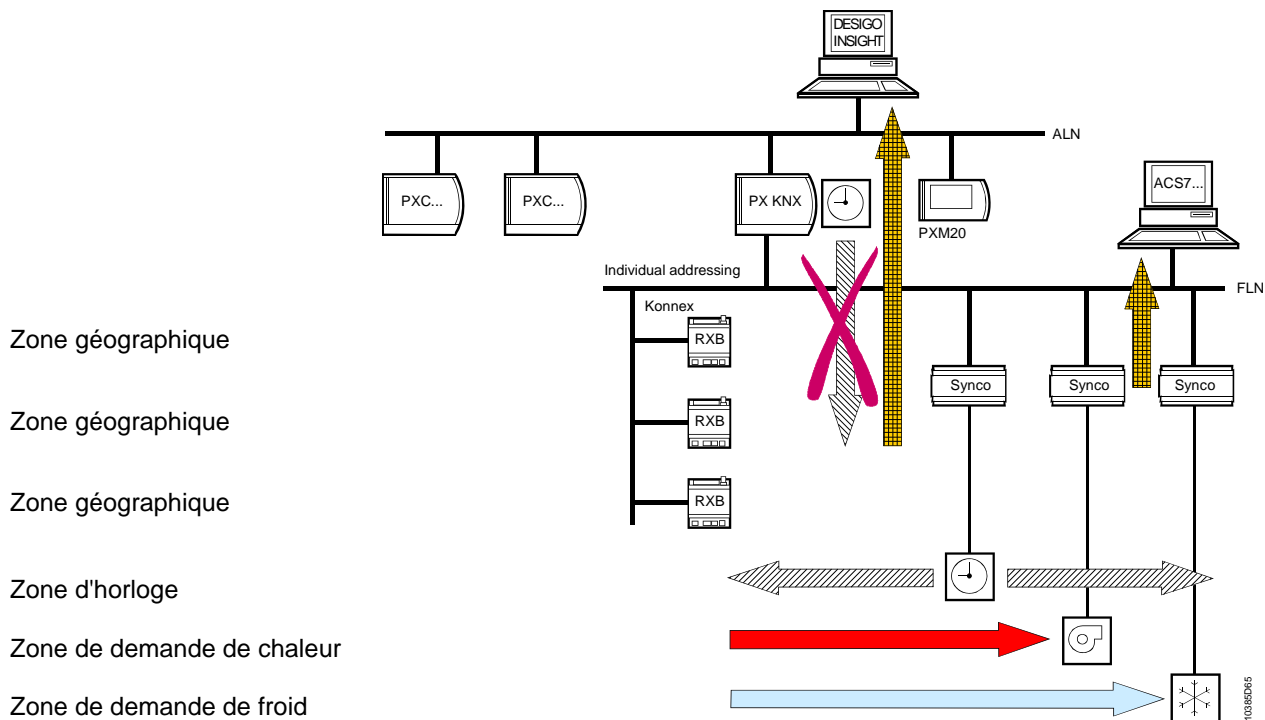 DESIGO
INSIGHT
ALN
PXC...
PXC...
PX KNX
PXM20
ACS7...
Individual addressing
FLN
Konnex
Zone géographique
RXB
Synco
Synco
Synco
Zone géographique
RXB
Zone géographique
RXB
Zone d'horloge
Zone de demande de chaleur
Zone de demande de froid
10385D65